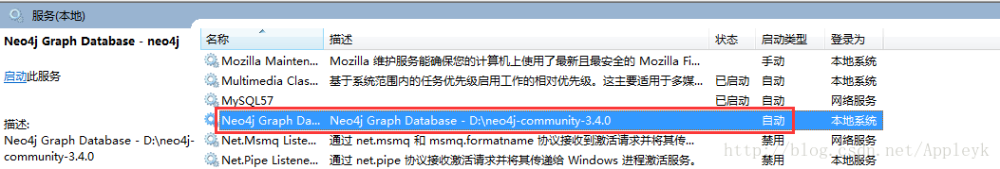 服务(本地)
Neo4j Graph Database - neo4j
启动此服务
描述:
Neo4j Graph Database - D:\neo4j-community-3.4.0
名称 描述 状态 启动类型 登录为
Mozilla Mainten... Mozilla 维护服务能确保您的计算机上使用了最新且最安全的 Mozilla Fi... 手动 本地系统
Multimedia Clas... 基于系统范围内的任务优先级启用工作的相对优先级。这主要适用于多媒... 已启动 自动 本地系统
MySQL57 已启动 自动 网络服务
Neo4j Graph Da... Neo4j Graph Database - D:\neo4j-community-3.4.0 自动 本地系统
Net.Msmq Liste... 通过 net.msmq 和 msmq.formatname 协议接收到激活请求并将其传... 禁用 网络服务
Net.Pipe Listene... 通过 net.pipe 协议接收激活请求并将其传递给 Windows 进程激活服务。 禁用 本地服务
http://blog.csdn.net/Appleyk